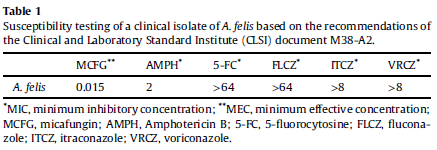 Table 1
Susceptibility testing of a clinical isolate of A. felis based on the recommendations of
the Clinical and Laboratory Standard Institute (CLSI) document M38-A2.
MCFG** AMPH* 5-FC* FLCZ* ITCZ* VRCZ*
A. felis 0.015 2 >64 >64 >8 >8
*MIC, minimum inhibitory concentration; **MEC, minimum effective concentration;
MCFG, micafungin; AMPH, Amphotericin B; 5-FC, 5-fluorocytosine; FLCZ, flucona-
zole; ITCZ, itraconazole; VRCZ, voriconazole.